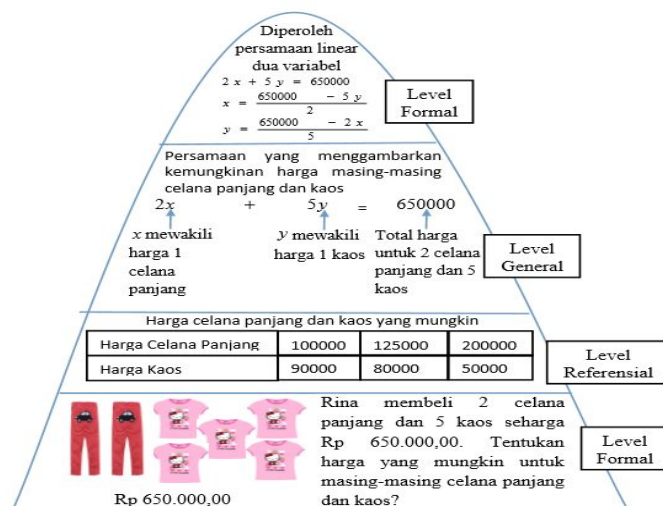 Diperoleh
persamaan linear
dua variabel
2 x + 5 y = 650000
x = 650000 - 5 y / 2
y = 650000 - 2 x / 5
Level
Formal
Persamaan yang menggambarkan
kemungkinan harga masing-masing
celana panjang dan kaos
2x + 5y = 650000
x mewakili
harga 1
celana
panjang
y mewakili
harga 1 kaos
Total harga
untuk 2 celana
panjang dan 5
kaos
Level
General
Harga celana panjang dan kaos yang mungkin
Harga Celana Panjang 100000 125000 200000
Harga Kaos 90000 80000 50000
Level
Referensial
Rp 650.000,00
Rina membeli 2 celana
panjang dan 5 kaos seharga
Rp 650.000,00. Tentukan
harga yang mungkin untuk
masing-masing celana panjang
dan kaos?
Level
Formal